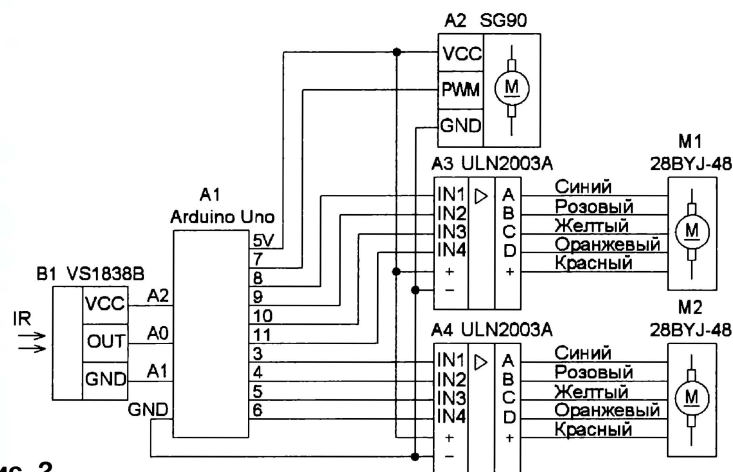 A2 SG90
VCC
PWM
GND
M
A1
Arduino Uno
5V
7
8
9
10
11
3
4
5
6
A2
A0
A1
GND
B1 VS1838B
VCC
OUT
GND
IR
A3 ULN2003A
IN1
IN2
IN3
IN4
+
−
A
B
C
D
+
Синий
Розовый
Желтый
Оранжевый
Красный
M1
28BYJ-48
M
A4 ULN2003A
IN1
IN2
IN3
IN4
+
−
A
B
C
D
+
Синий
Розовый
Желтый
Оранжевый
Красный
M2
28BYJ-48
M